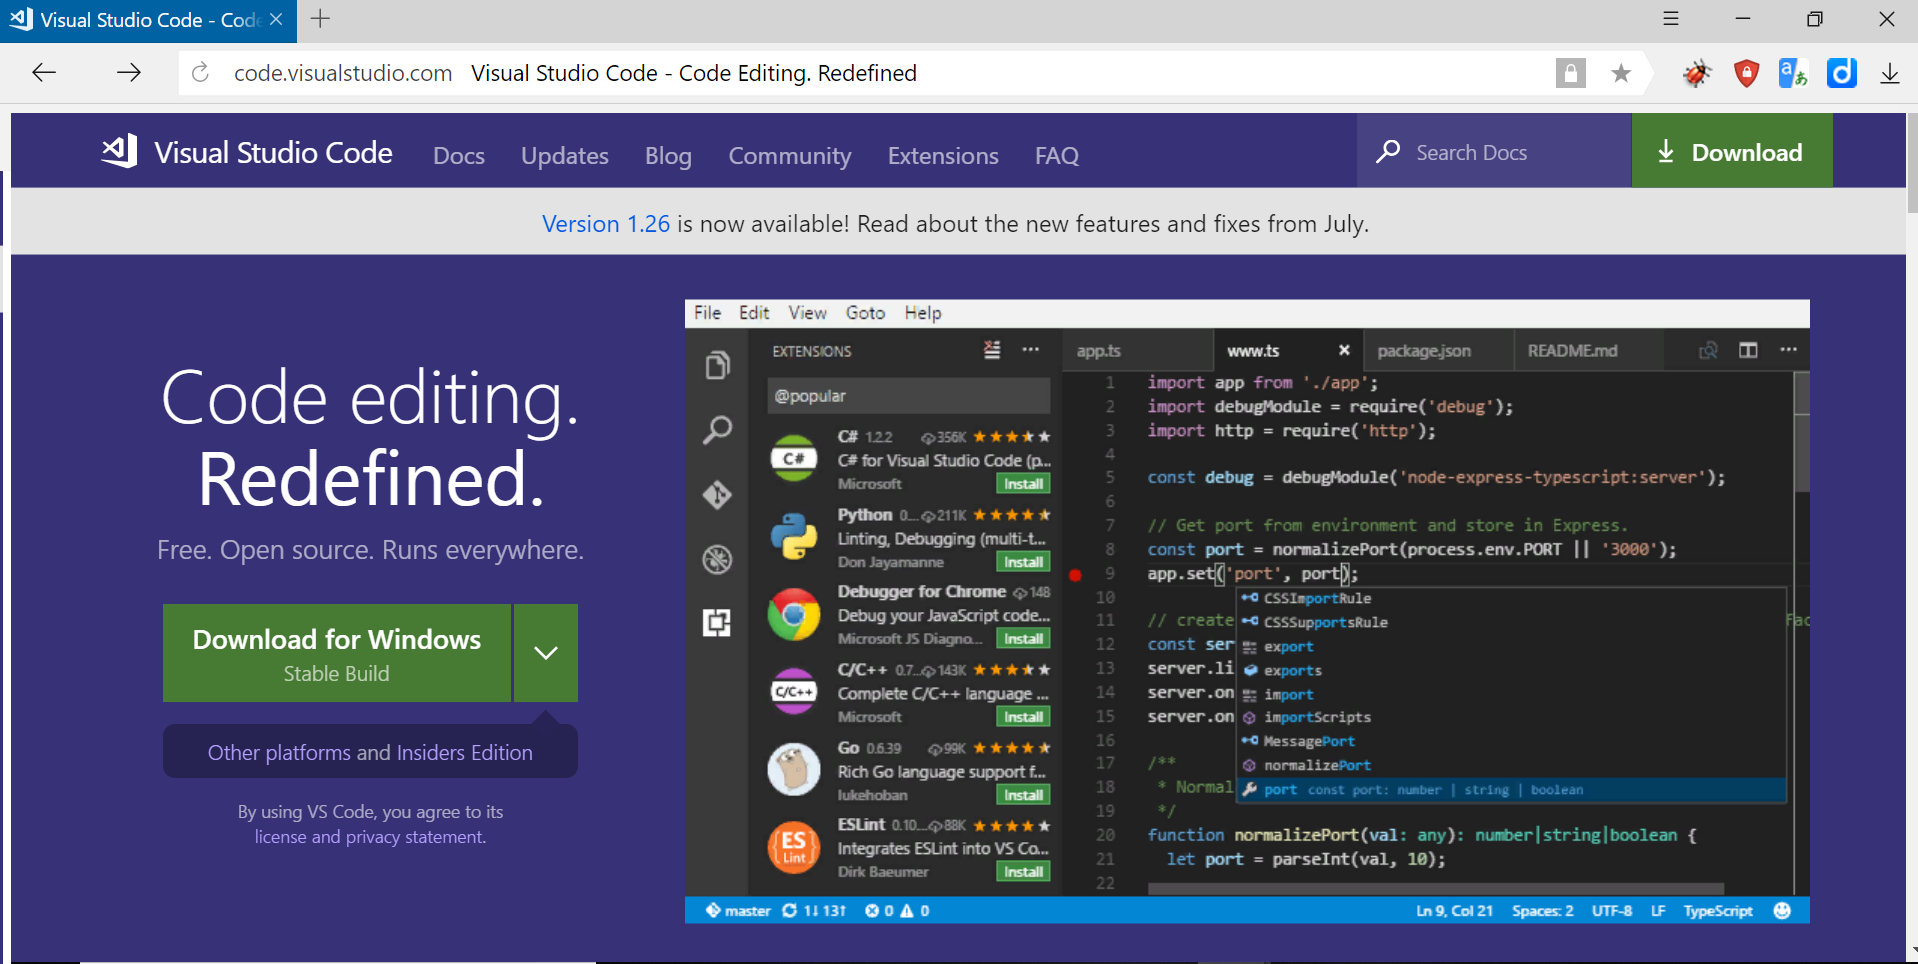 Visual Studio Code - Code
code.visualstudio.com Visual Studio Code - Code Editing. Redefined
Visual Studio Code Docs Updates Blog Community Extensions FAQ Search Docs Download
Version 1.26 is now available! Read about the new features and fixes from July.
Code editing.
Redefined.
Free. Open source. Runs everywhere.
Download for Windows
Stable Build
Other platforms and Insiders Edition
By using VS Code, you agree to its
license and privacy statement.
File Edit View Goto Help
EXTENSIONS
@popular
C# 1.2.2 356K
C# for Visual Studio Code (p...
Microsoft Install
Python 0.... 211K
Linting, Debugging (multi-t...
Don Jayamanne Install
Debugger for Chrome 148
Debug your JavaScript code...
Microsoft JS Diagno... Install
C/C++ 0.7... 143K
Complete C/C++ language ...
Microsoft Install
Go 0.6.39 99K
Rich Go language support f...
lukehoban Install
ESLint 0.10... 88K
Integrates ESLint into VS Co...
Dirk Baeumer Install
C#
C/C++
ES
Lint
app.ts www.ts package.json README.md
1 import app from './app';
2 import debugModule = require('debug');
3 import http = require('http');
4
5 const debug = debugModule('node-express-typescript:server');
6
7 // Get port from environment and store in Express.
8 const port = normalizePort(process.env.PORT || '3000');
9 app.set('port', port);
10
11 // create
12 const ser
13 server.li
14 server.on
15 server.on
16
17 /**
18 * Normal
19 */
20 function normalizePort(val: any): number|string|boolean {
21 let port = parseInt(val, 10);
22
CSSImportRule
CSSSupportsRule
export
exports
import
importScripts
MessagePort
normalizePort
port const port: number | string | boolean
master 1↓ 13↑ 0 0 Ln 9, Col 21 Spaces: 2 UTF-8 LF TypeScript